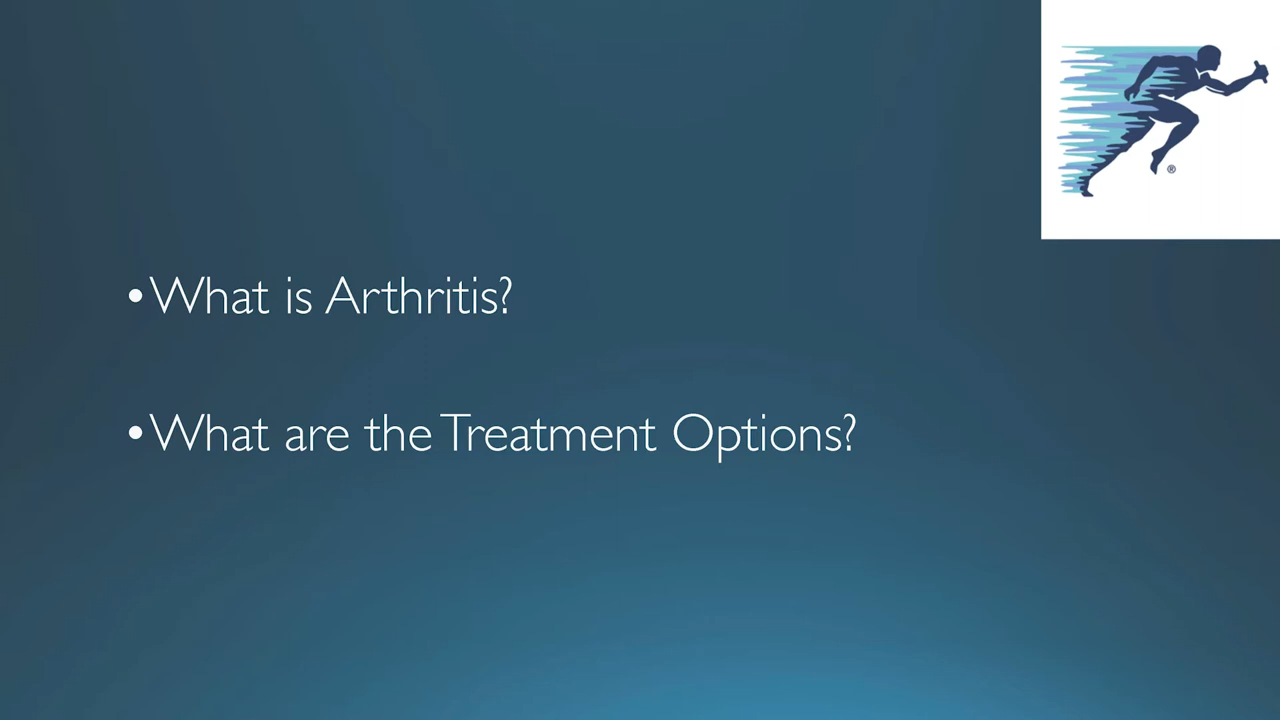 •What is Arthritis?
•What are the Treatment Options?
®